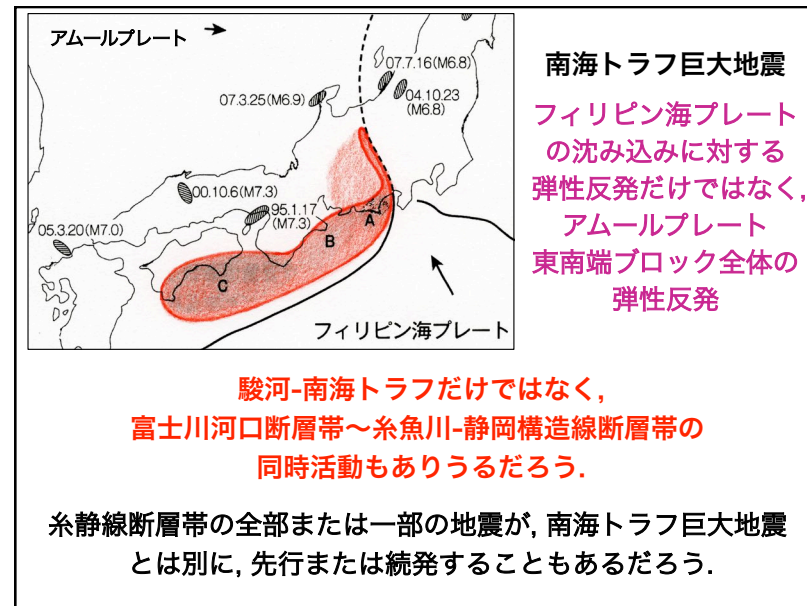 アムールプレート
07.7.16(M6.8)
07.3.25(M6.9)
04.10.23
(M6.8)
00.10.6(M7.3)
95.1.17
(M7.3)
05.3.20(M7.0)
A
B
C
フィリピン海プレート
南海トラフ巨大地震
フィリピン海プレート
の沈み込みに対する
弾性反発だけではなく,
アムールプレート
東南端ブロック全体の
弾性反発
駿河-南海トラフだけではなく,
富士川河口断層帯〜糸魚川-静岡構造線断層帯の
同時活動もありうるだろう.
糸静線断層帯の全部または一部の地震が, 南海トラフ巨大地震
とは別に, 先行または続発することもあるだろう.